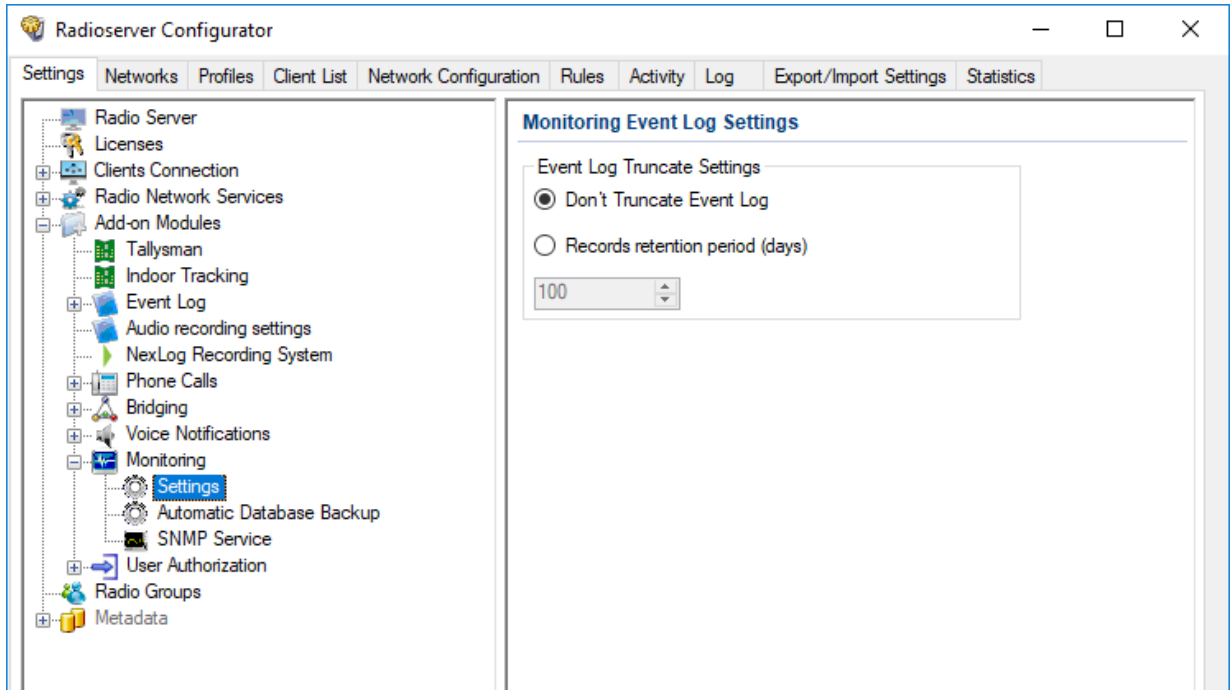 Radioserver Configurator
Settings Networks Profiles Client List Network Configuration Rules Activity Log Export/Import Settings Statistics
Radio Server
Licenses
Clients Connection
Radio Network Services
Add-on Modules
Tallysman
Indoor Tracking
Event Log
Audio recording settings
NexLog Recording System
Phone Calls
Bridging
Voice Notifications
Monitoring
Settings
Automatic Database Backup
SNMP Service
User Authorization
Radio Groups
Metadata
Monitoring Event Log Settings
Event Log Truncate Settings
Don't Truncate Event Log
Records retention period (days)
100